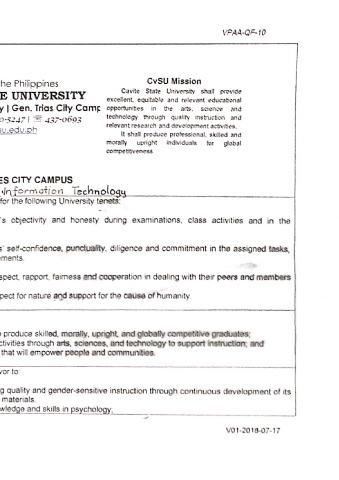 VPAA-QF-10
he Philippines
E UNIVERSITY
y | Gen. Trias City Camp
0-5247 | ☏ 437-0693
su.edu.ph
CvSU Mission
Cavite State University shall provide
excellent, equitable and relevant educational
opportunities in the arts, science and
technology through quality instruction and
relevant research and development activities.
It shall produce professional, skilled and
morally upright individuals for global
competitiveness.
ES CITY CAMPUS
Information Technology
for the following University tenets:
's objectivity and honesty during examinations, class activities and in the
s' self-confidence, punctuality, diligence and commitment in the assigned tasks,
ements.
spect, rapport, fairness and cooperation in dealing with their peers and members
pect for nature and support for the cause of humanity.
produce skilled, morally, upright, and globally competitive graduates;
ctivities through arts, sciences, and technology to support instruction; and
that will empower people and communities.
vor to:
g quality and gender-sensitive instruction through continuous development of its
materials.
wledge and skills in psychology;
V01-2018-07-17